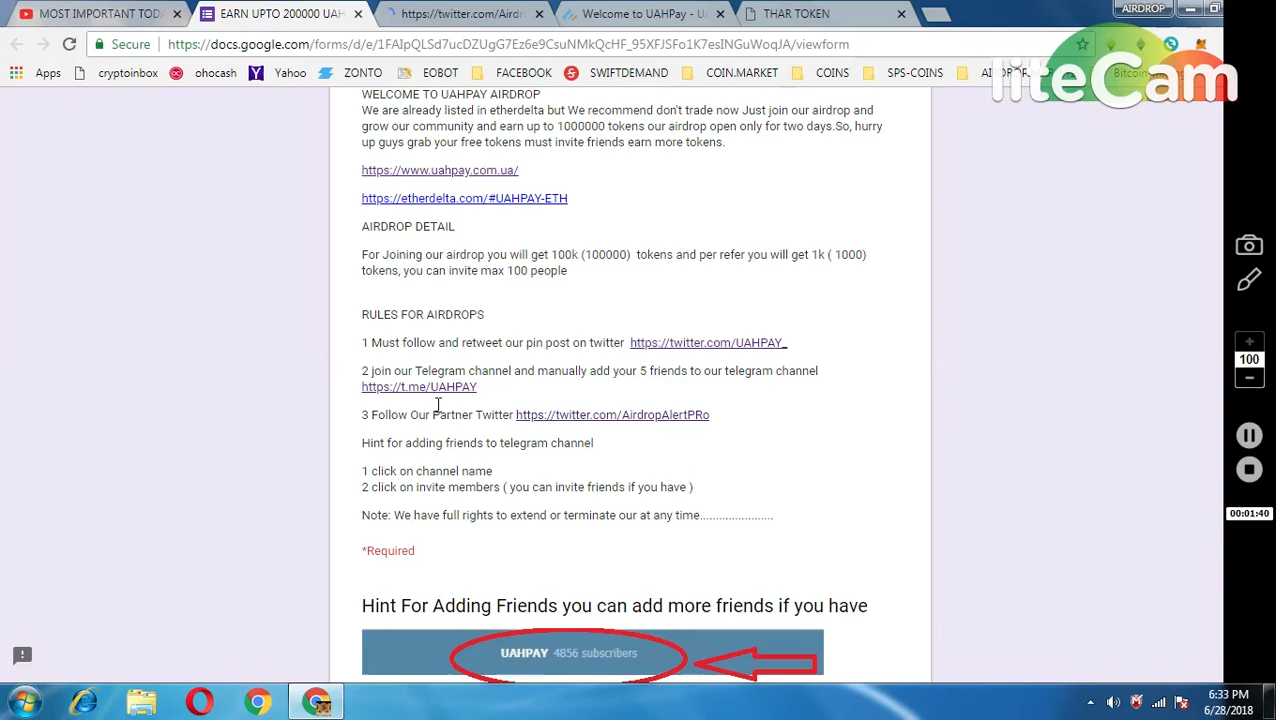 MOST IMPORTANT TOD
EARN UPTO 200000 UAH
https://twitter.com/Airdr
Welcome to UAHPay - U
THAR TOKEN
AIRDROP
Secure
https://docs.google.com/forms/d/e/1FAIpQLSd7ucDZUgG7Ez6e9CsuNMkQcHF_95XFJSFo1K7esINGuWoqJA/viewform
Apps cryptoinbox ohocash Yahoo ZONTO EOBOT FACEBOOK SWIFTDEMAND COIN.MARKET COINS SPS-COINS
liteCam
WELCOME TO UAHPAY AIRDROP
We are already listed in etherdelta but We recommend don't trade now Just join our airdrop and
grow our community and earn up to 1000000 tokens our airdrop open only for two days.So, hurry
up guys grab your free tokens must invite friends earn more tokens.
https://www.uahpay.com.ua/
https://etherdelta.com/#UAHPAY-ETH
AIRDROP DETAIL
For Joining our airdrop you will get 100k (100000) tokens and per refer you will get 1k ( 1000)
tokens, you can invite max 100 people
RULES FOR AIRDROPS
1 Must follow and retweet our pin post on twitter https://twitter.com/UAHPAY_
2 join our Telegram channel and manually add your 5 friends to our telegram channel
https://t.me/UAHPAY
3 Follow Our Partner Twitter https://twitter.com/AirdropAlertPRo
Hint for adding friends to telegram channel
1 click on channel name
2 click on invite members ( you can invite friends if you have )
Note: We have full rights to extend or terminate our at any time......................
*Required
Hint For Adding Friends you can add more friends if you have
UAHPAY 4856 subscribers
100
00:01:40
6:33 PM
6/28/2018